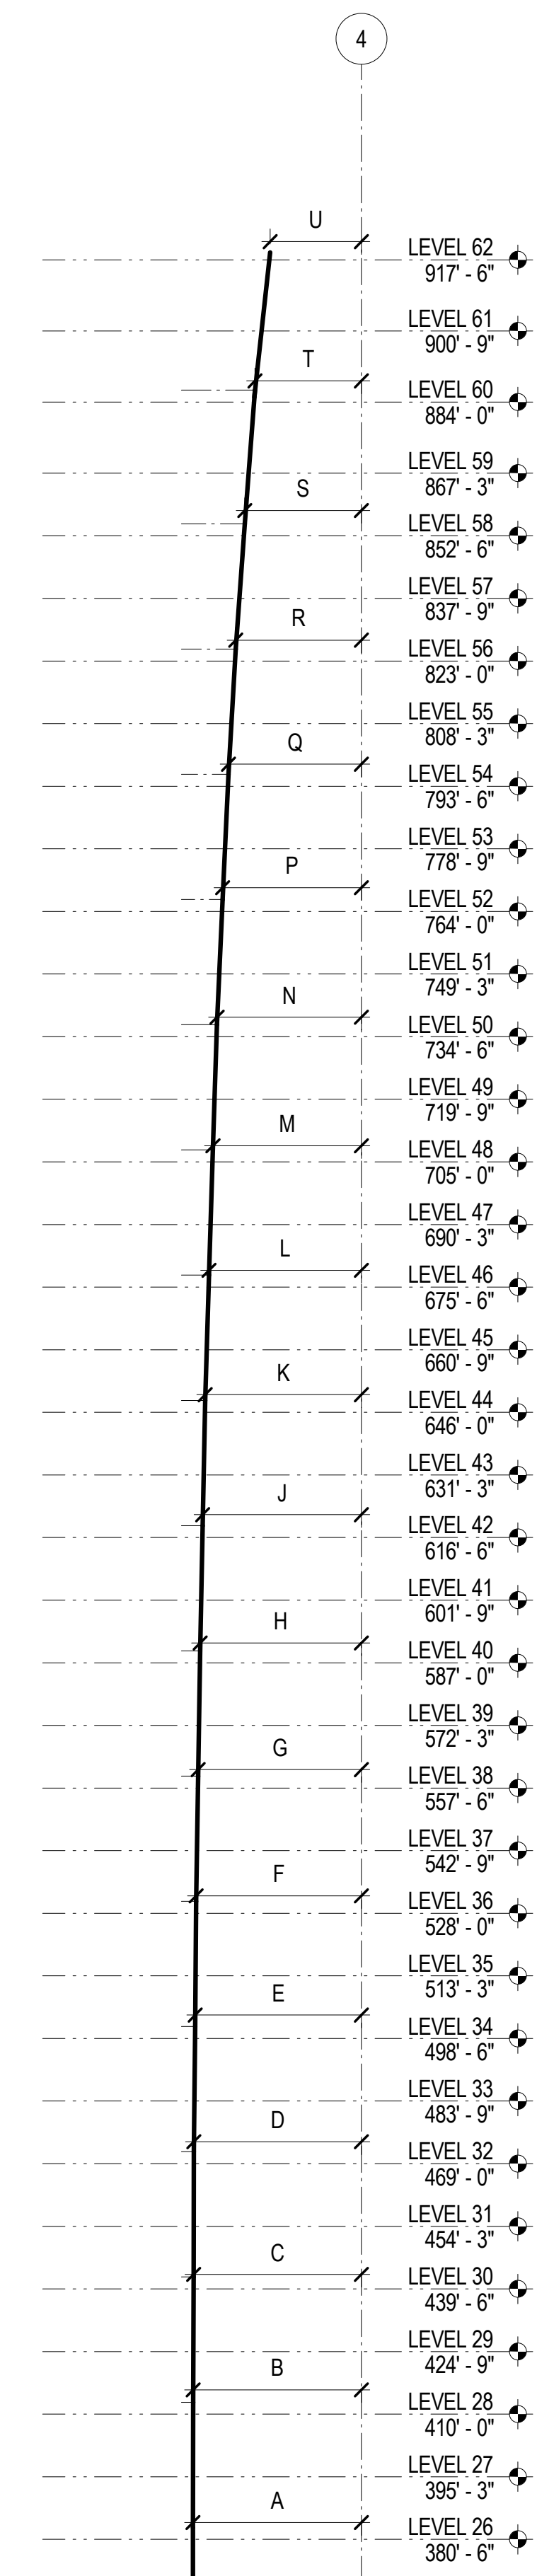 4
U
LEVEL 62
917' - 6"
LEVEL 61
900' - 9"
T
LEVEL 60
884' - 0"
LEVEL 59
867' - 3"
S
LEVEL 58
852' - 6"
LEVEL 57
837' - 9"
R
LEVEL 56
823' - 0"
LEVEL 55
808' - 3"
Q
LEVEL 54
793' - 6"
LEVEL 53
778' - 9"
P
LEVEL 52
764' - 0"
LEVEL 51
749' - 3"
N
LEVEL 50
734' - 6"
LEVEL 49
719' - 9"
M
LEVEL 48
705' - 0"
LEVEL 47
690' - 3"
L
LEVEL 46
675' - 6"
LEVEL 45
660' - 9"
K
LEVEL 44
646' - 0"
LEVEL 43
631' - 3"
J
LEVEL 42
616' - 6"
LEVEL 41
601' - 9"
H
LEVEL 40
587' - 0"
LEVEL 39
572' - 3"
G
LEVEL 38
557' - 6"
LEVEL 37
542' - 9"
F
LEVEL 36
528' - 0"
LEVEL 35
513' - 3"
E
LEVEL 34
498' - 6"
LEVEL 33
483' - 9"
D
LEVEL 32
469' - 0"
LEVEL 31
454' - 3"
C
LEVEL 30
439' - 6"
LEVEL 29
424' - 9"
B
LEVEL 28
410' - 0"
LEVEL 27
395' - 3"
A
LEVEL 26
380' - 6"